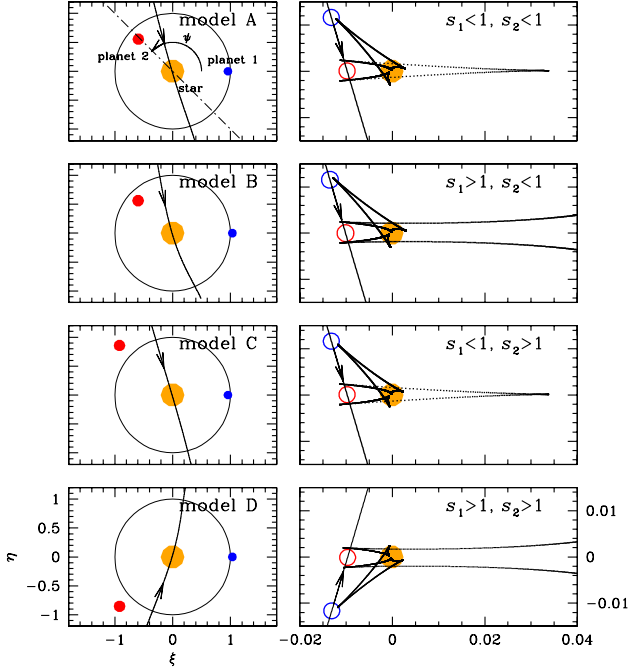 model A
ψ
planet 2
planet 1
star
s1<1, s2<1
model B
s1>1, s2<1
model C
s1<1, s2>1
model D
s1>1, s2>1
1
0.5
0
−0.5
−1
η
0.01
0
−0.01
−1
0
1
ξ
−0.02
0
0.02
0.04